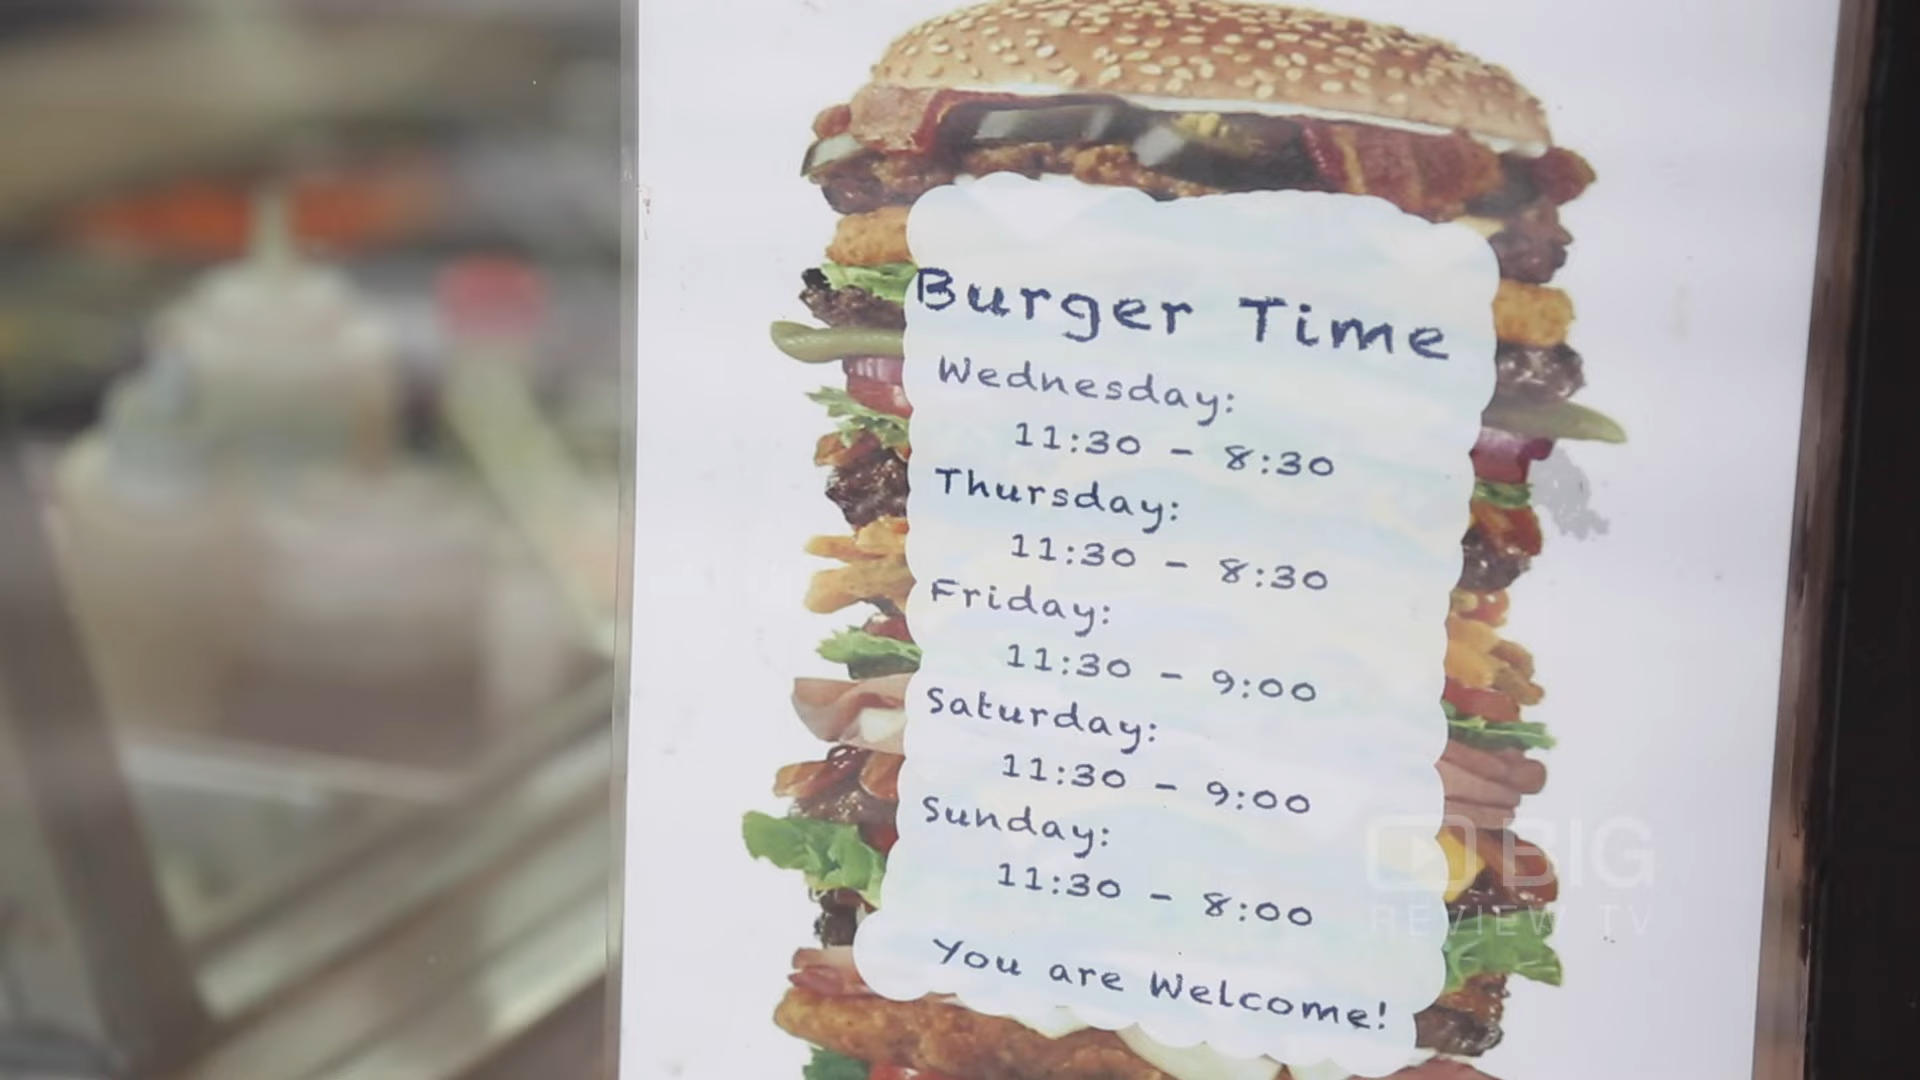 Burger Time
Wednesday:
11:30 - 8:30
Thursday:
11:30 - 8:30
Friday:
11:30 - 9:00
Saturday:
11:30 - 9:00
Sunday:
11:30 - 8:00
You are Welcome!
BIG
REVIEW TV